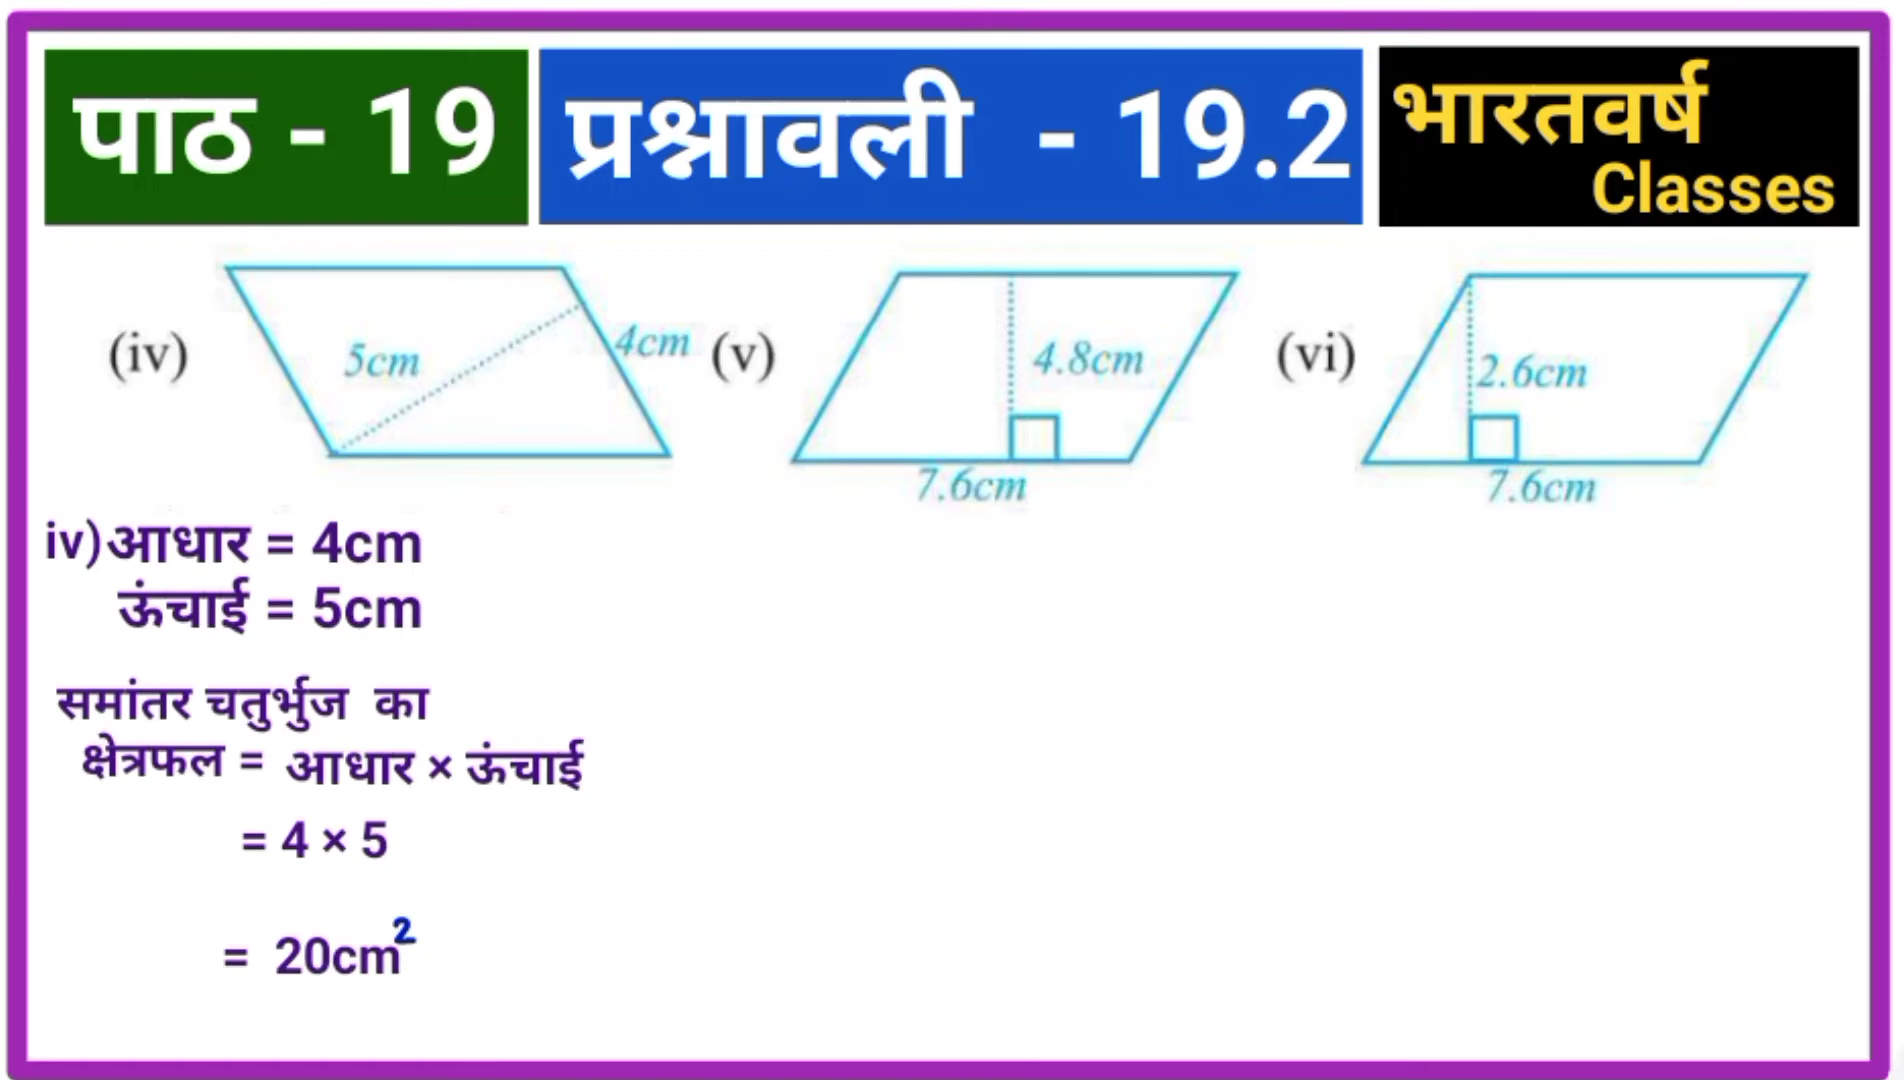 पाठ - 19
प्रश्नावली - 19.2
भारतवर्ष
Classes
(iv)
5cm
4cm
(v)
4.8cm
7.6cm
(vi)
2.6cm
7.6cm
iv)आधार = 4cm
ऊंचाई = 5cm
समांतर चतुर्भुज का
क्षेत्रफल = आधार × ऊंचाई
= 4 × 5
= 20cm²